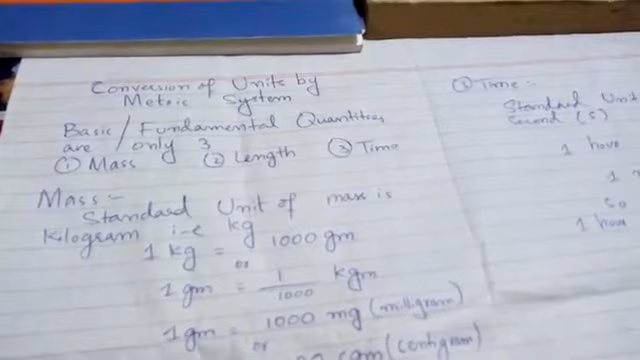 Conversion of Units by
Metric System
Basic/Fundamental Quantities
are only 3
① Mass ② Length ③ Time
Mass:-
Standard Unit of mass is
Kilogram i-e kg
1 kg = 1000 gm
or
1 gm = 1/1000 kgm
1 gm = 1000 mg (milligram)
or
cgm (centigram)
③ Time:-
Standard Unit
Second (s)
1 hour
1
So
1 hour